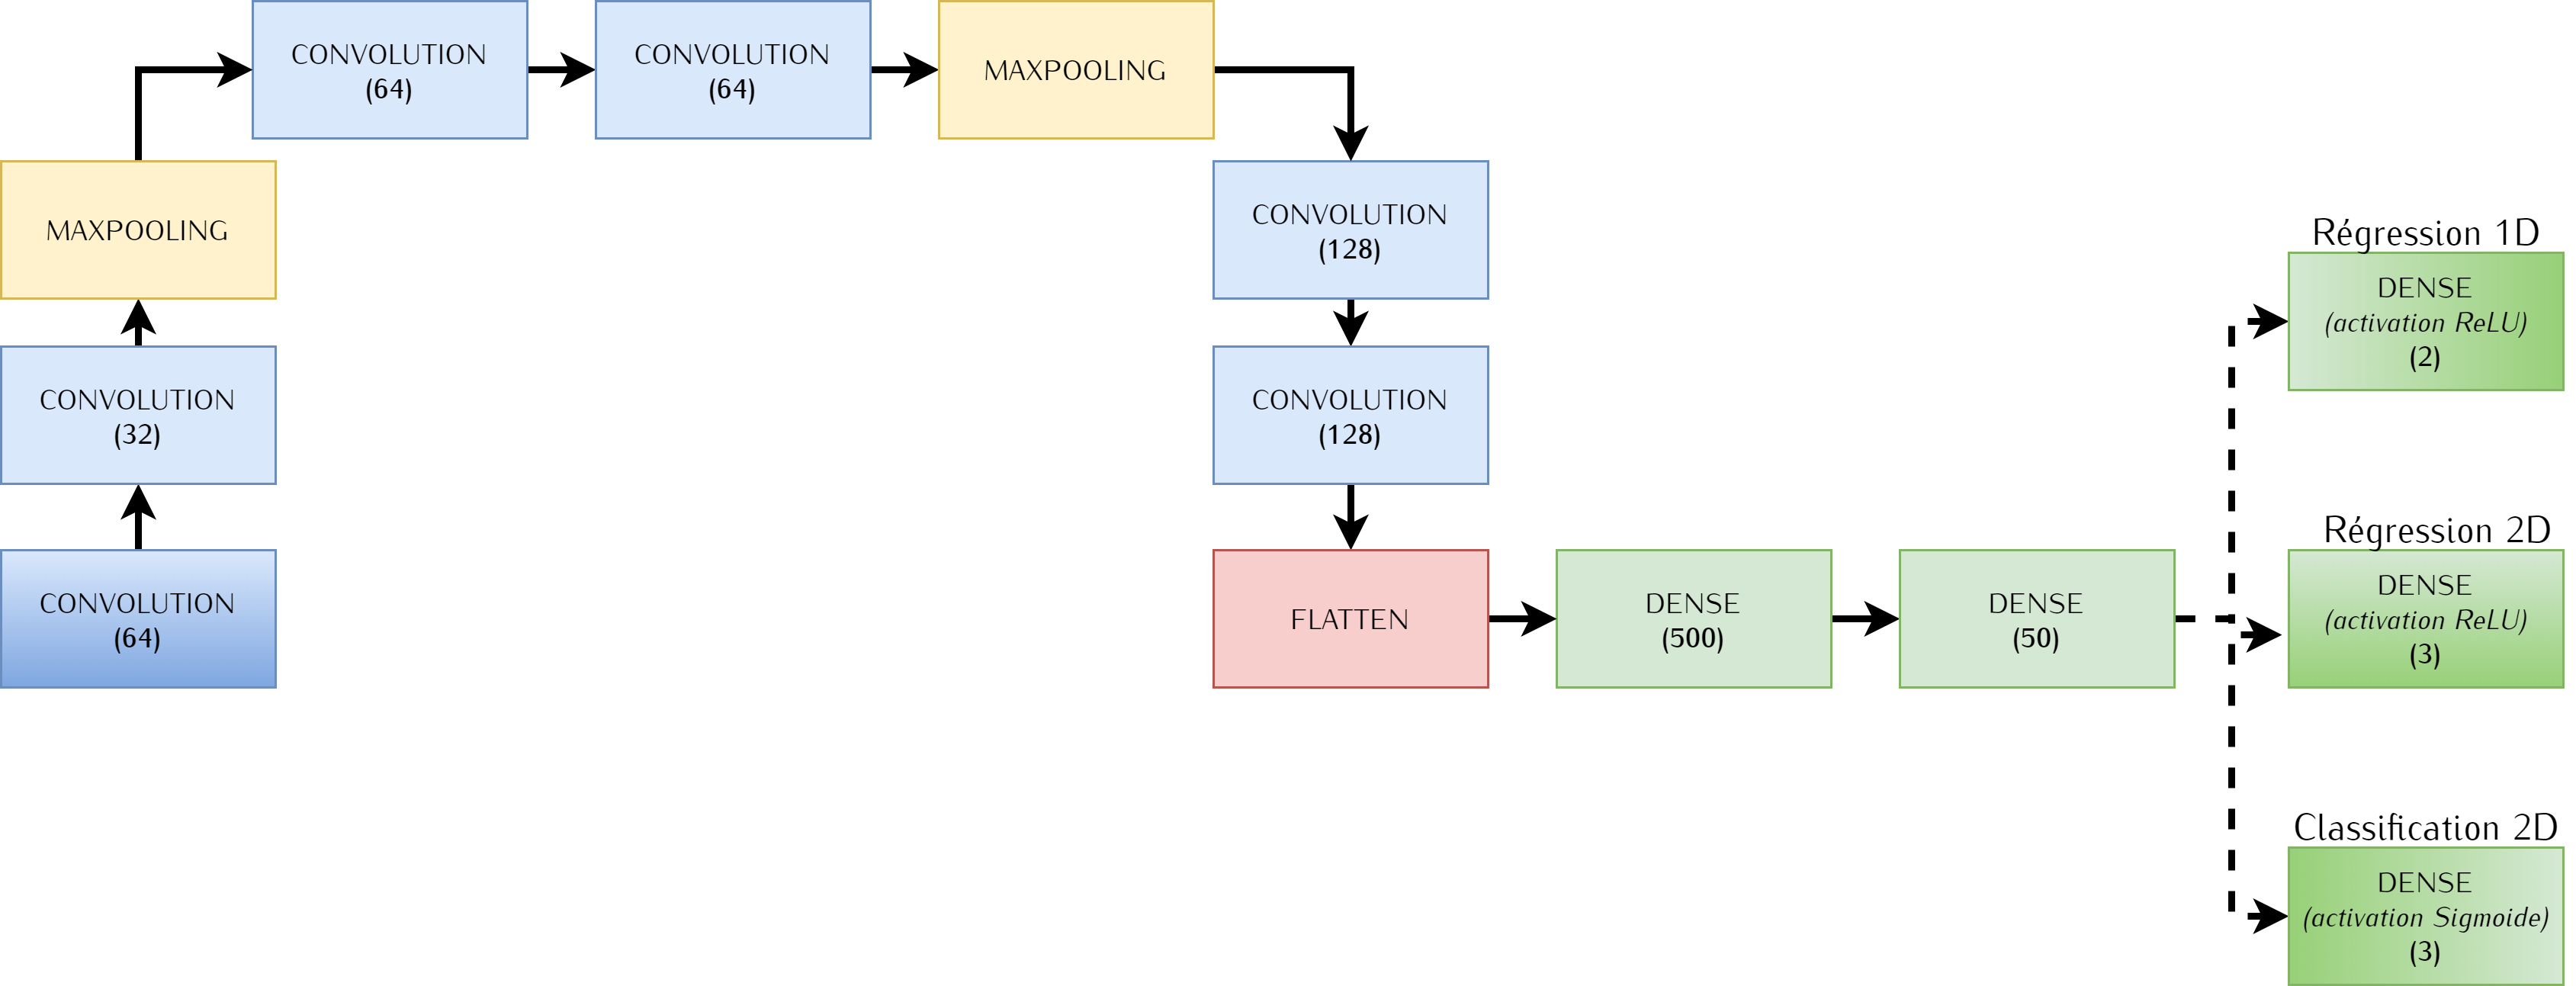 CONVOLUTION
(64)
CONVOLUTION
(32)
MAXPOOLING
CONVOLUTION
(64)
CONVOLUTION
(64)
MAXPOOLING
CONVOLUTION
(128)
CONVOLUTION
(128)
FLATTEN
DENSE
(500)
DENSE
(50)
Régression 1D
DENSE
(activation ReLU)
(2)
Régression 2D
DENSE
(activation ReLU)
(3)
Classification 2D
DENSE
(activation Sigmoide)
(3)